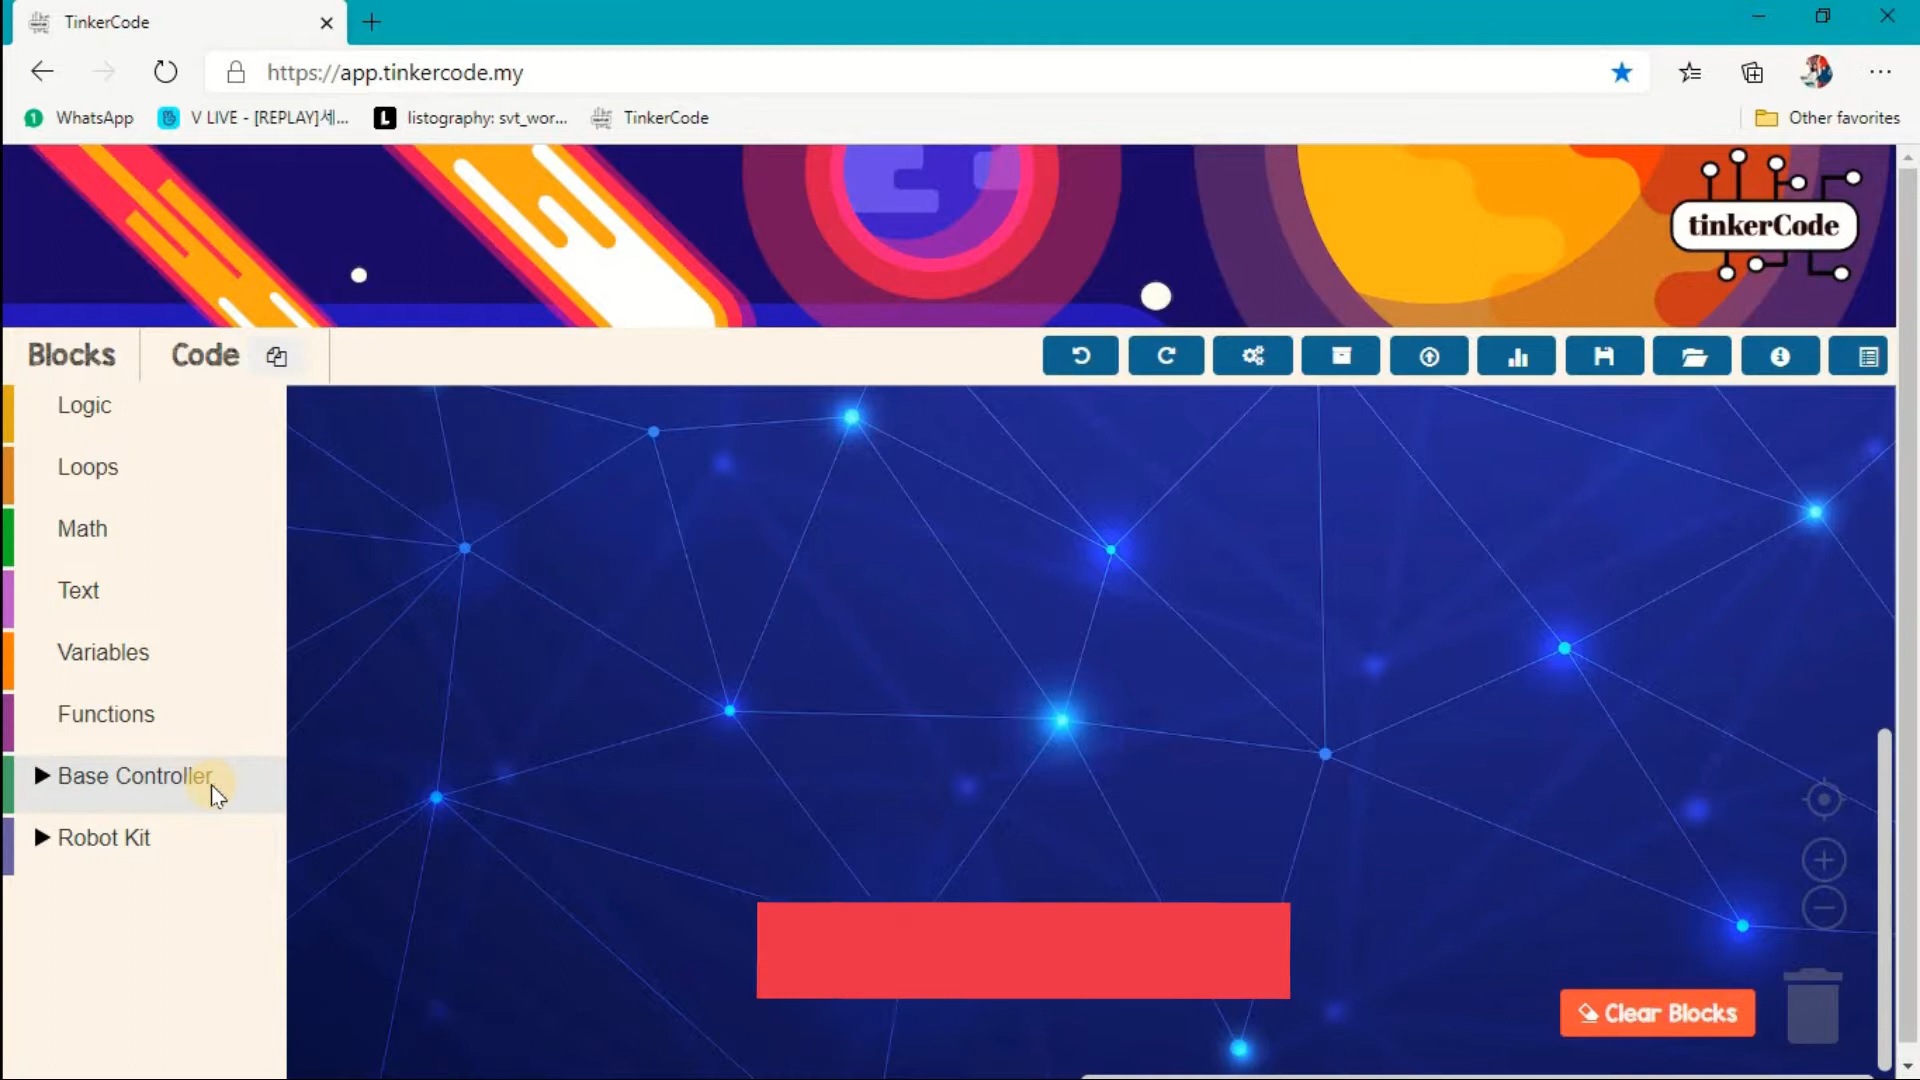 TinkerCode
https://app.tinkercode.my
1 WhatsApp
V LIVE - [REPLAY]세...
L listography: svt_wor...
TinkerCode
Other favorites
tinkerCode
Blocks
Code
Logic
Loops
Math
Text
Variables
Functions
Base Controller
Robot Kit
Clear Blocks